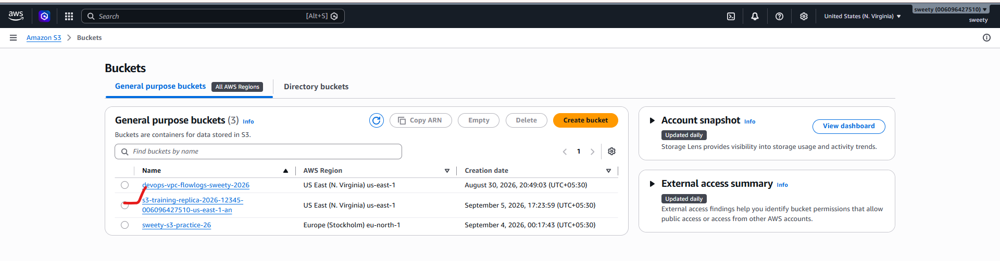 aws
Search [Alt+S] United States (N. Virginia) ▼ sweety (006096427510) ▼
sweety
Amazon S3 > Buckets
Buckets
General purpose buckets All AWS Regions Directory buckets
General purpose buckets (3) Info Copy ARN Empty Delete Create bucket
Buckets are containers for data stored in S3.
Find buckets by name < 1 >
Name AWS Region Creation date
devops-vpc-flowlogs-sweety-2026 US East (N. Virginia) us-east-1 August 30, 2026, 20:49:03 (UTC+05:30)
s3-training-replica-2026-12345-
006096427510-us-east-1-an US East (N. Virginia) us-east-1 September 5, 2026, 17:23:59 (UTC+05:30)
sweety-s3-practice-26 Europe (Stockholm) eu-north-1 September 4, 2026, 00:17:43 (UTC+05:30)
Account snapshot Info View dashboard
Updated daily
Storage Lens provides visibility into storage usage and activity trends.
External access summary Info
Updated daily
External access findings help you identify bucket permissions that allow
public access or access from other AWS accounts.